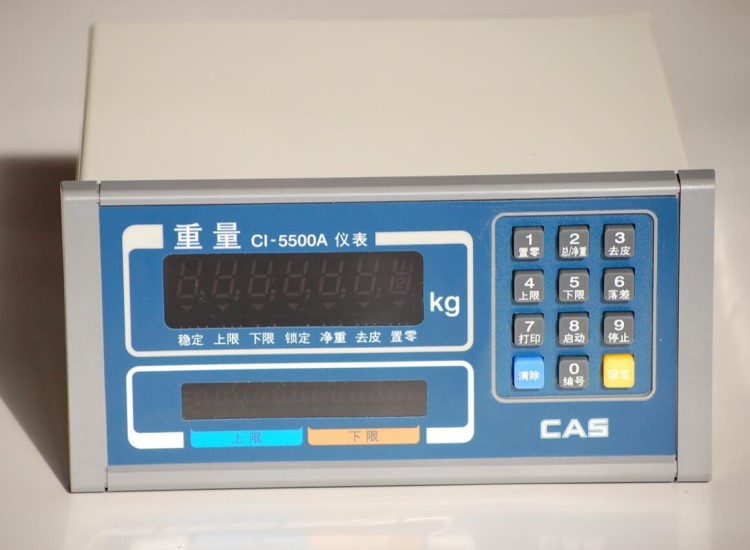 重量 CI-5500A 仪表
kg
稳定 上限 下限 锁定 净重 去皮 置零
上限 下限
1 2 3
置零 总/净重 去皮
4 5 6
上限 下限 落差
7 8 9
打印 启动 停止
清除 0 设定
编号
CAS